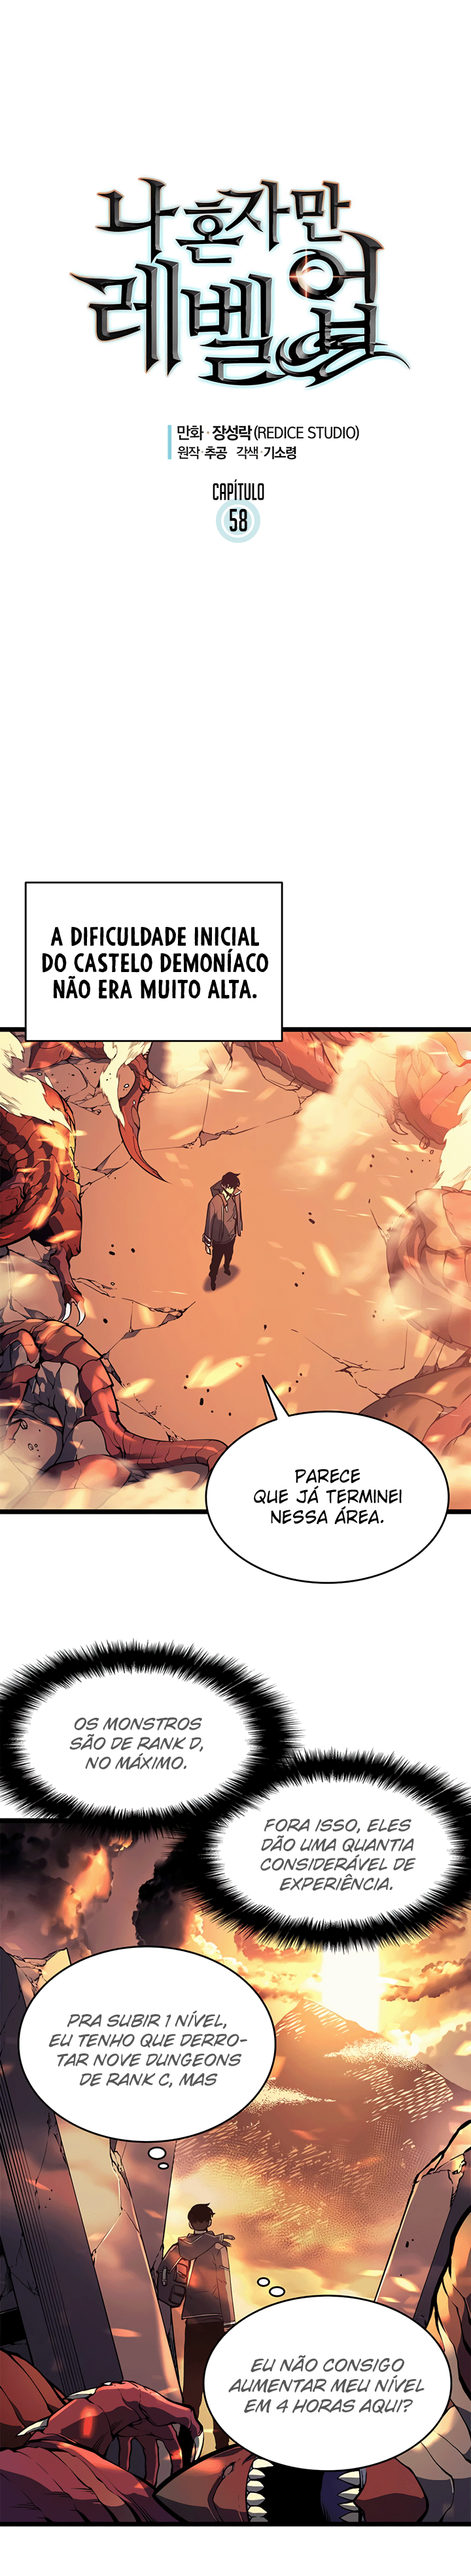 나 혼자만
레벨업
만화·장성락(REDICE STUDIO)
원작·추공 각색·기소령
CAPÍTULO
58
A DIFICULDADE INICIAL
DO CASTELO DEMONÍACO
NÃO ERA MUITO ALTA.
PARECE
QUE JÁ TERMINEI
NESSA ÁREA.
OS MONSTROS
SÃO DE RANK D,
NO MÁXIMO.
FORA ISSO, ELES
DÃO UMA QUANTIA
CONSIDERÁVEL DE
EXPERIÊNCIA.
PRA SUBIR 1 NÍVEL,
EU TENHO QUE DERRO-
TAR NOVE DUNGEONS
DE RANK C, MAS
EU NÃO CONSIGO
AUMENTAR MEU NÍVEL
EM 4 HORAS AQUI?